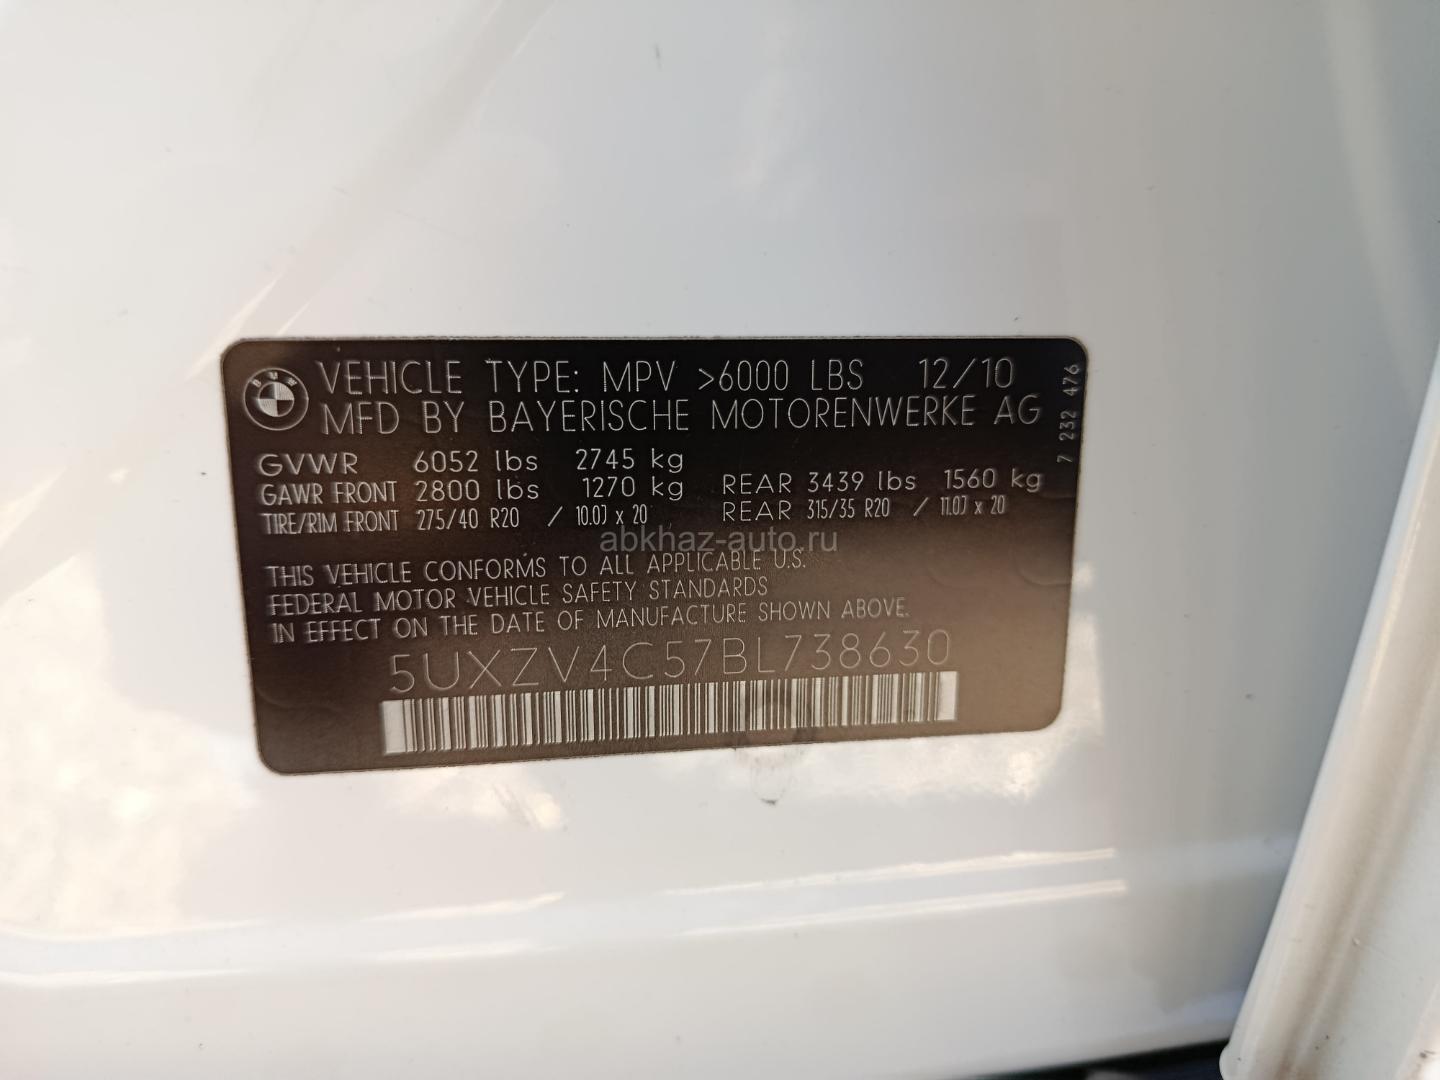 BMW
VEHICLE TYPE: MPV >6000 LBS 12/10
MFD BY BAYERISCHE MOTORENWERKE AG
7 232 476
GVWR 6052 lbs 2745 kg
GAWR FRONT 2800 lbs 1270 kg REAR 3439 lbs 1560 kg
TIRE/RIM FRONT 275/40 R20 / 10.0J x 20 REAR 315/35 R20 / 11.0J x 20
abkhaz-auto.ru
THIS VEHICLE CONFORMS TO ALL APPLICABLE U.S.
FEDERAL MOTOR VEHICLE SAFETY STANDARDS
IN EFFECT ON THE DATE OF MANUFACTURE SHOWN ABOVE.
5UXZV4C57BL738630